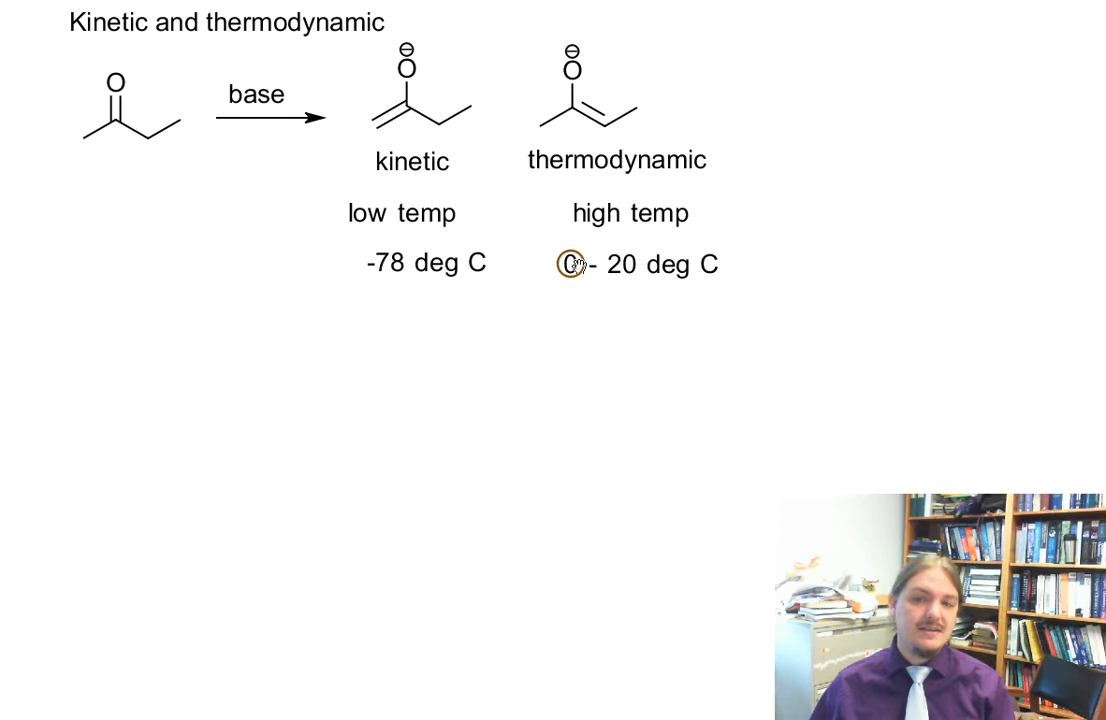 Kinetic and thermodynamic
O
base
⊖
O
⊖
O
kinetic
thermodynamic
low temp
high temp
-78 deg C
0 - 20 deg C